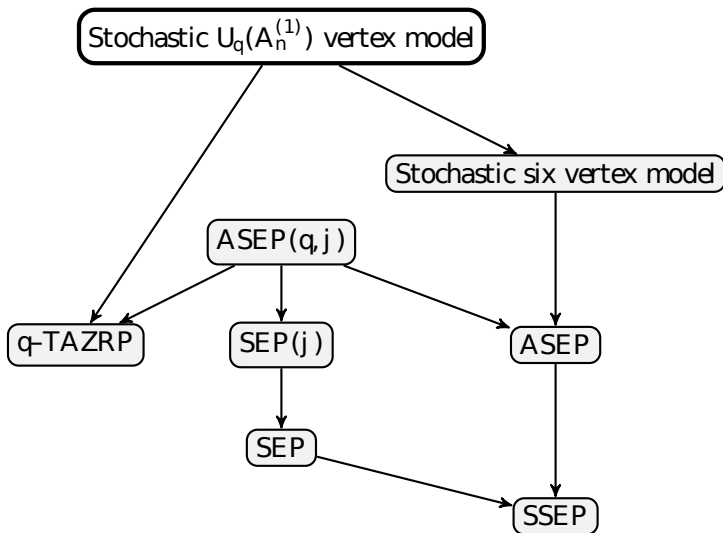 Stochastic U_q(A_n^{(1)}) vertex model
Stochastic six vertex model
ASEP(q,j)
q-TAZRP
SEP(j)
ASEP
SEP
SSEP